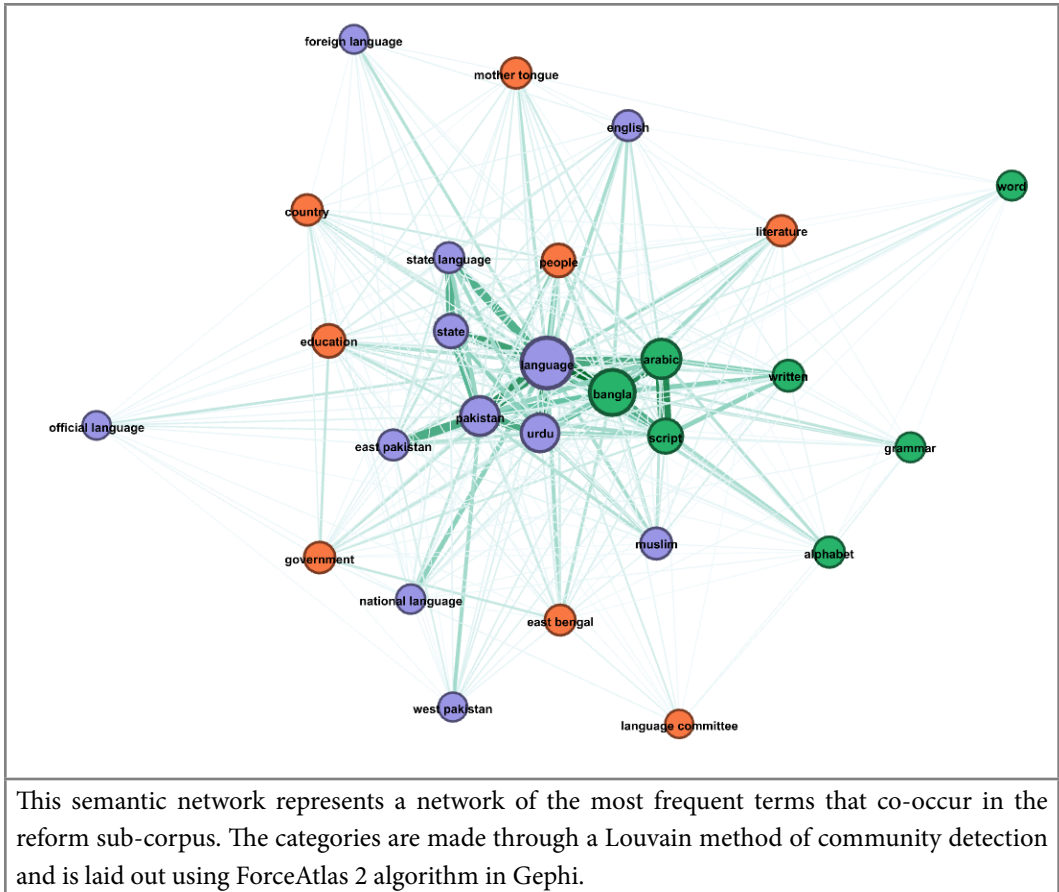 foreign language
mother tongue
english
word
country
literature
state language
people
state
education
language
arabic
written
bangla
pakistan
official language
urdu
script
east pakistan
grammar
muslim
alphabet
government
national language
east bengal
west pakistan
language committee
This semantic network represents a network of the most frequent terms that co-occur in the
reform sub-corpus. The categories are made through a Louvain method of community detection
and is laid out using ForceAtlas 2 algorithm in Gephi.